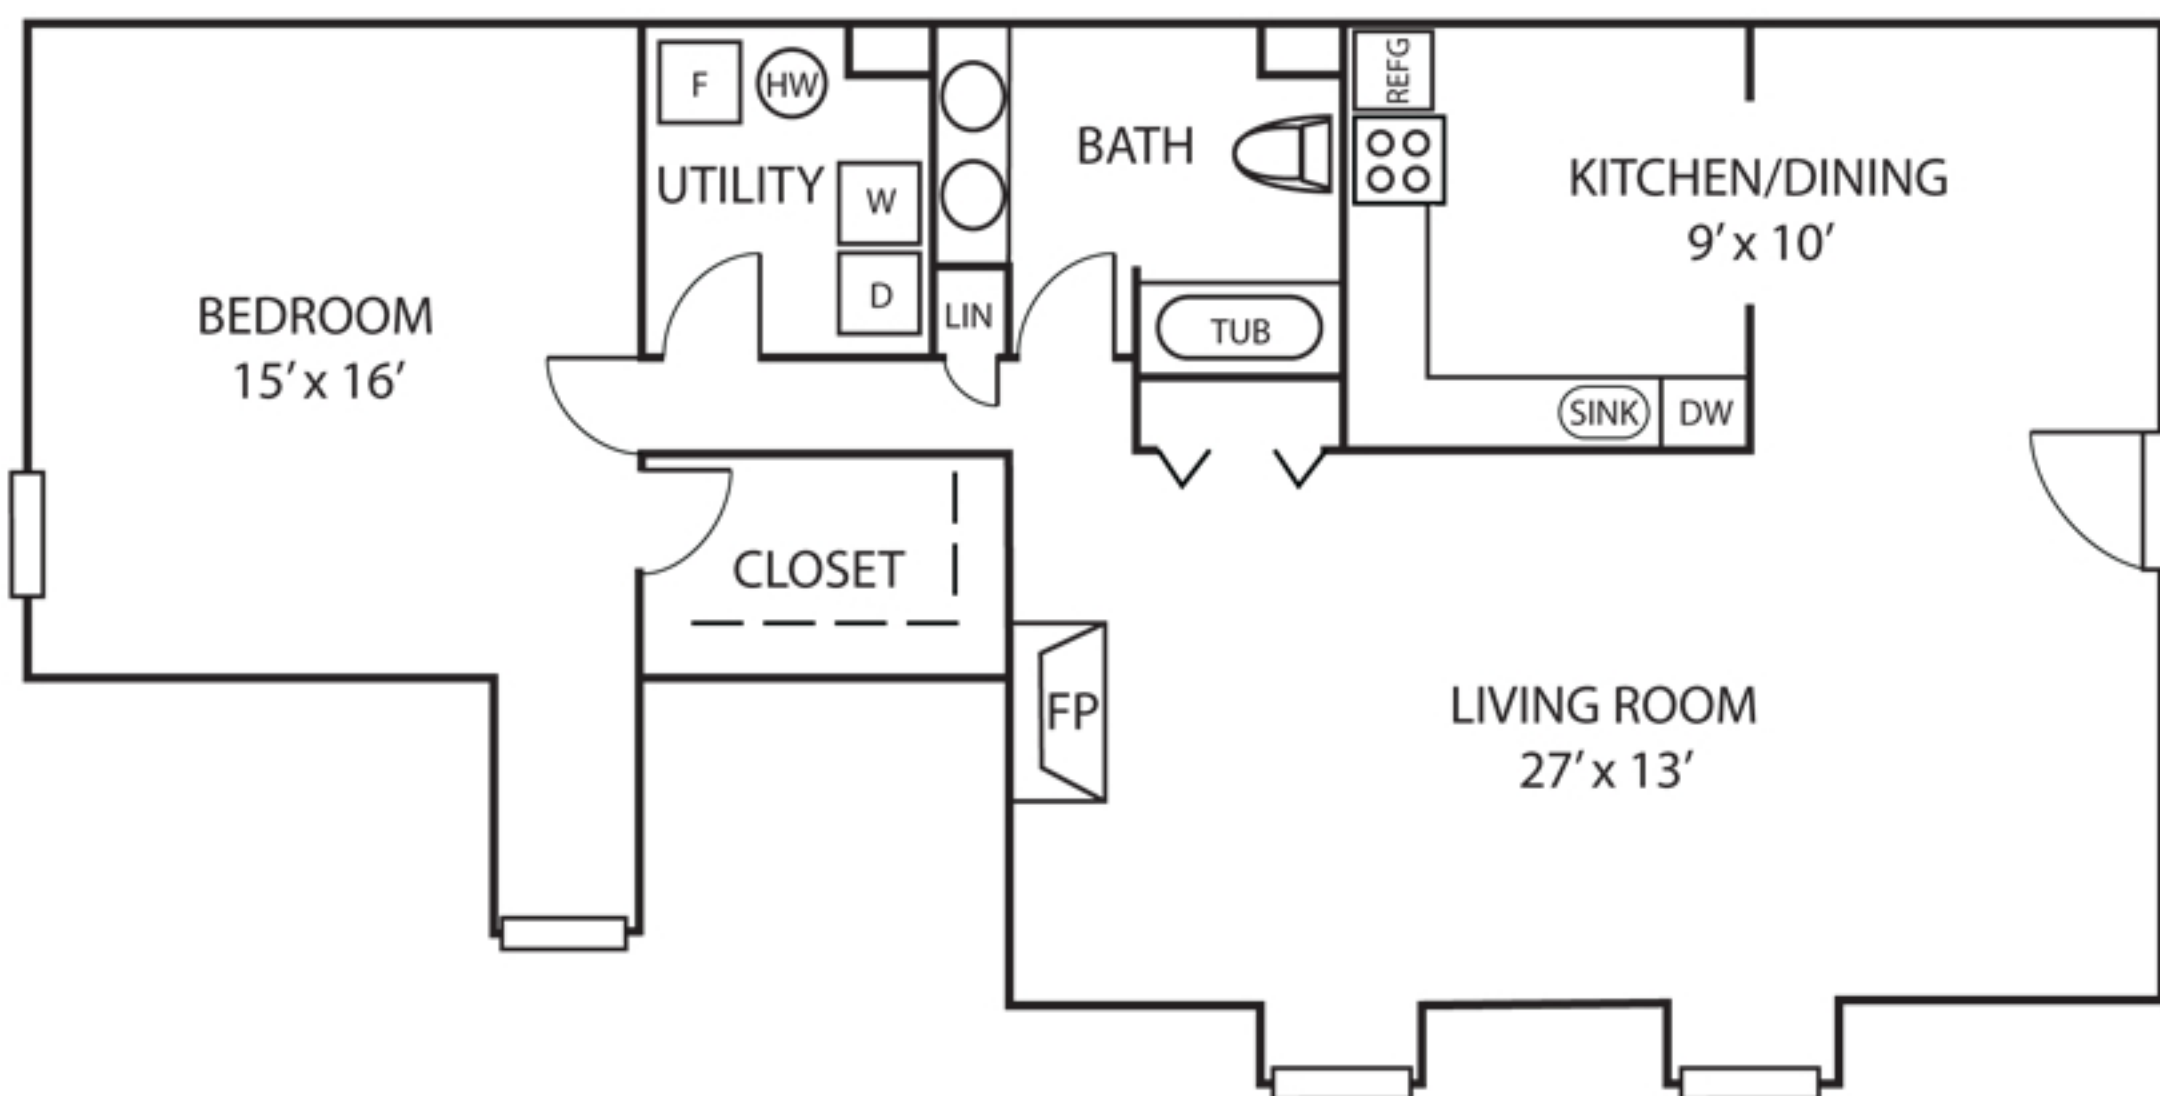 F
HW
UTILITY
W
D
LIN
BATH
TUB
REFG
KITCHEN/DINING
9′ x 10′
SINK
DW
BEDROOM
15′ x 16′
CLOSET
FP
LIVING ROOM
27′ x 13′